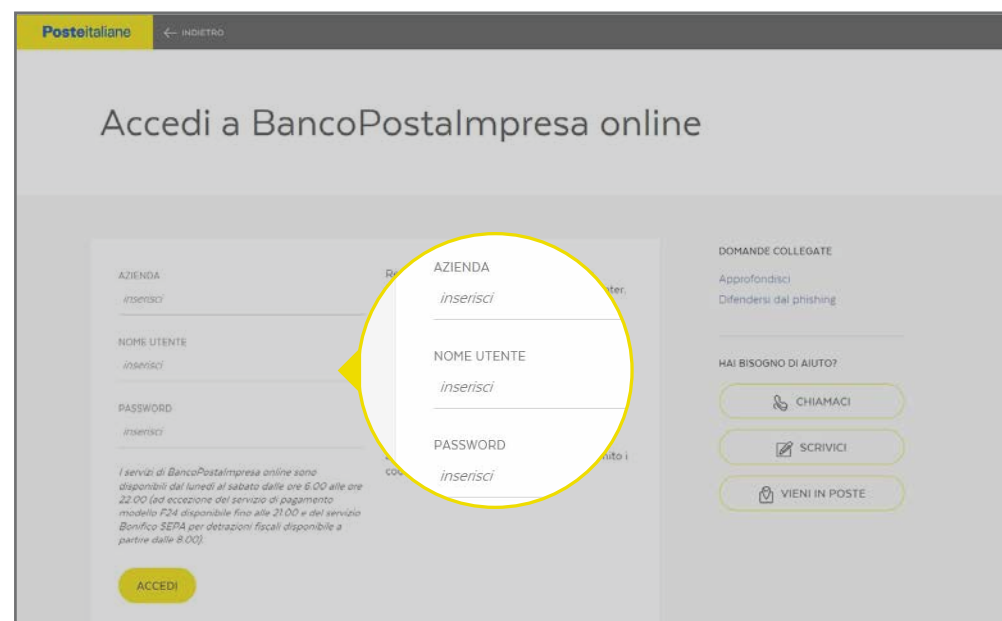 Posteitaliane
INDIETRO
Accedi a BancoPostaImpresa online
AZIENDA
inserisci
NOME UTENTE
inserisci
PASSWORD
inserisci
I servizi di BancoPostaImpresa online sono
disponibili dal lunedì al sabato dalle ore 6.00 alle ore
22.00 (ad eccezione del servizio di pagamento
modello F24 disponibile fino alle 21.00 e del servizio
Bonifico SEPA per detrazioni fiscali disponibile a
partire dalle 8.00).
ACCEDI
AZIENDA
inserisci
NOME UTENTE
inserisci
PASSWORD
inserisci
DOMANDE COLLEGATE
Approfondisci
Difendersi dal phishing
HAI BISOGNO DI AIUTO?
CHIAMACI
SCRIVICI
VIENI IN POSTE